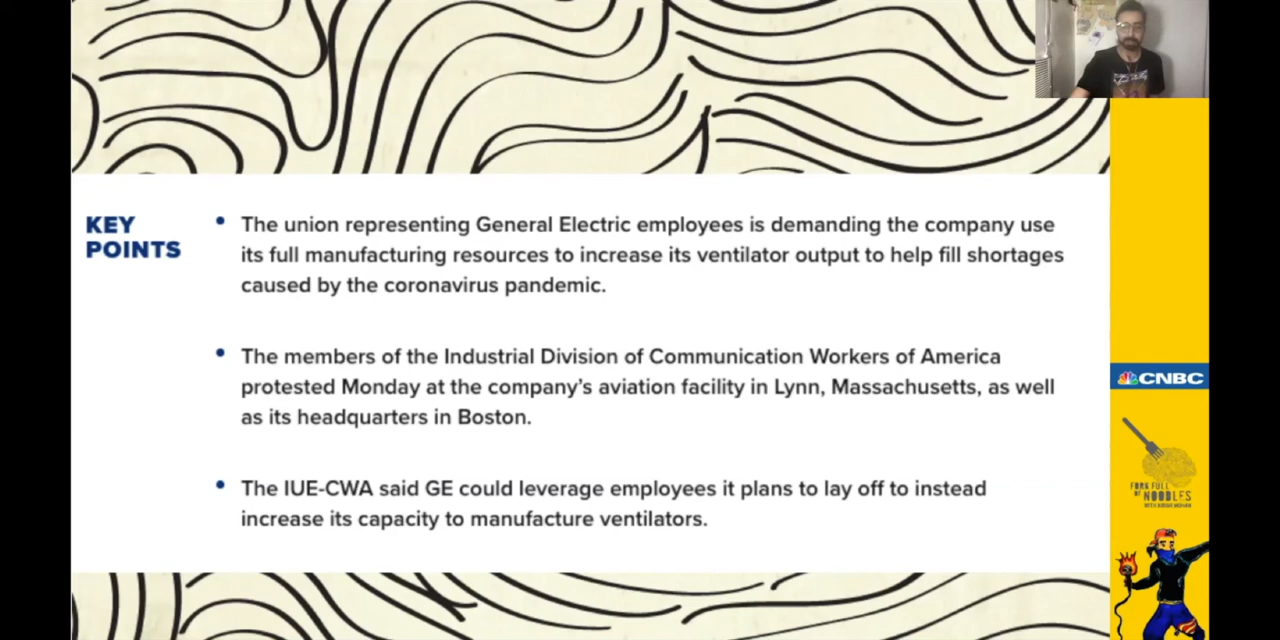 KEY
POINTS
The union representing General Electric employees is demanding the company use
its full manufacturing resources to increase its ventilator output to help fill shortages
caused by the coronavirus pandemic.
The members of the Industrial Division of Communication Workers of America
protested Monday at the company’s aviation facility in Lynn, Massachusetts, as well
as its headquarters in Boston.
The IUE-CWA said GE could leverage employees it plans to lay off to instead
increase its capacity to manufacture ventilators.
CNBC
FORK FULL
OF NOODLES